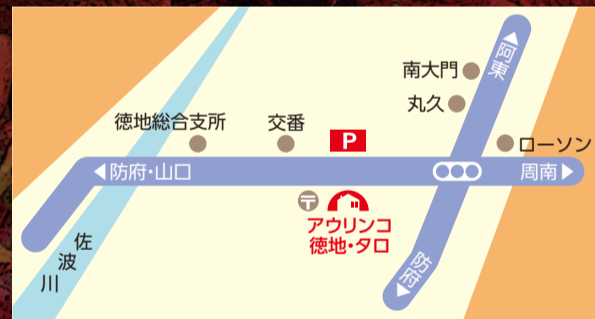 ▲阿東
南大門
丸久
徳地総合支所
交番
P
ローソン
◀防府・山口
周南▶
〒
アウリンコ
徳地・タロ
佐波川
防府▼